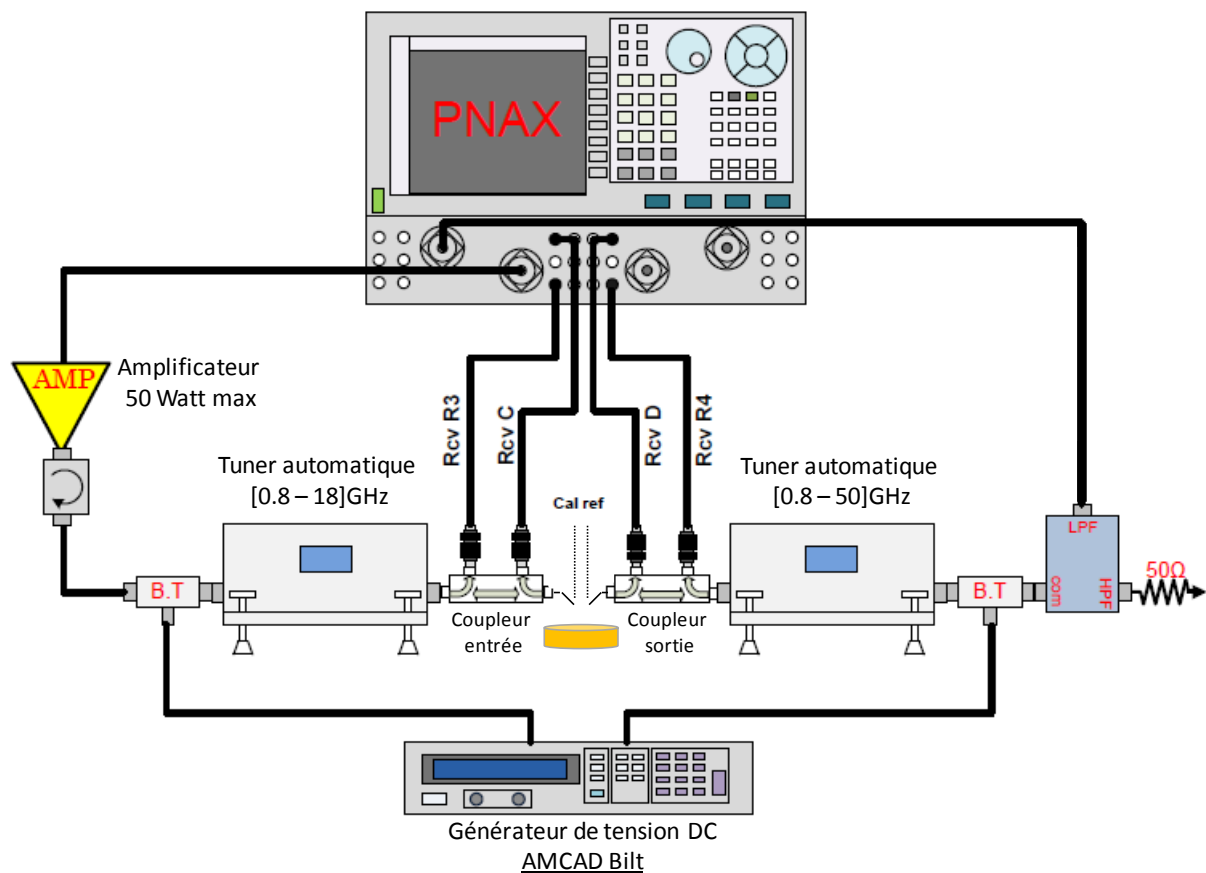 PNAX
AMP
Amplificateur
50 Watt max
Rcv R3
Rcv C
Rcv D
Rcv R4
Tuner automatique
[0.8 – 18]GHz
Cal ref
Tuner automatique
[0.8 – 50]GHz
LPF
com
HPF
50Ω
B.T
B.T
Coupleur
entrée
Coupleur
sortie
Générateur de tension DC
AMCAD Bilt